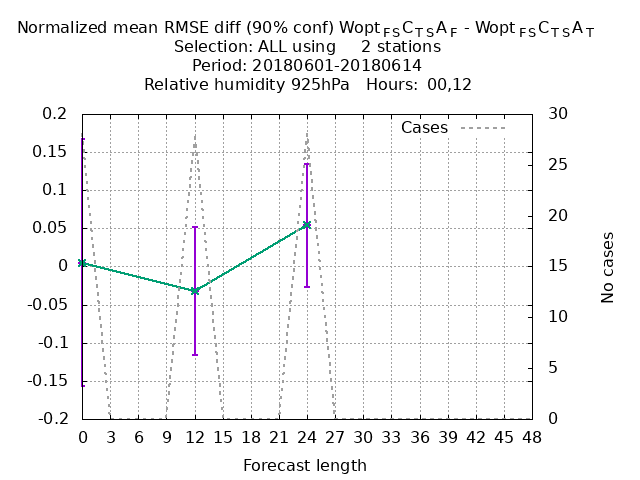 Normalized mean RMSE diff (90% conf) Wopt FS C TS A F - Wopt FS C TS A T
Selection: ALL using 2 stations
Period: 20180601-20180614
Relative humidity 925hPa Hours: 00,12
Cases
0.2
0.15
0.1
0.05
0
-0.05
-0.1
-0.15
-0.2
30
25
20
15
10
5
0
No cases
0 3 6 9 12 15 18 21 24 27 30 33 36 39 42 45 48
Forecast length